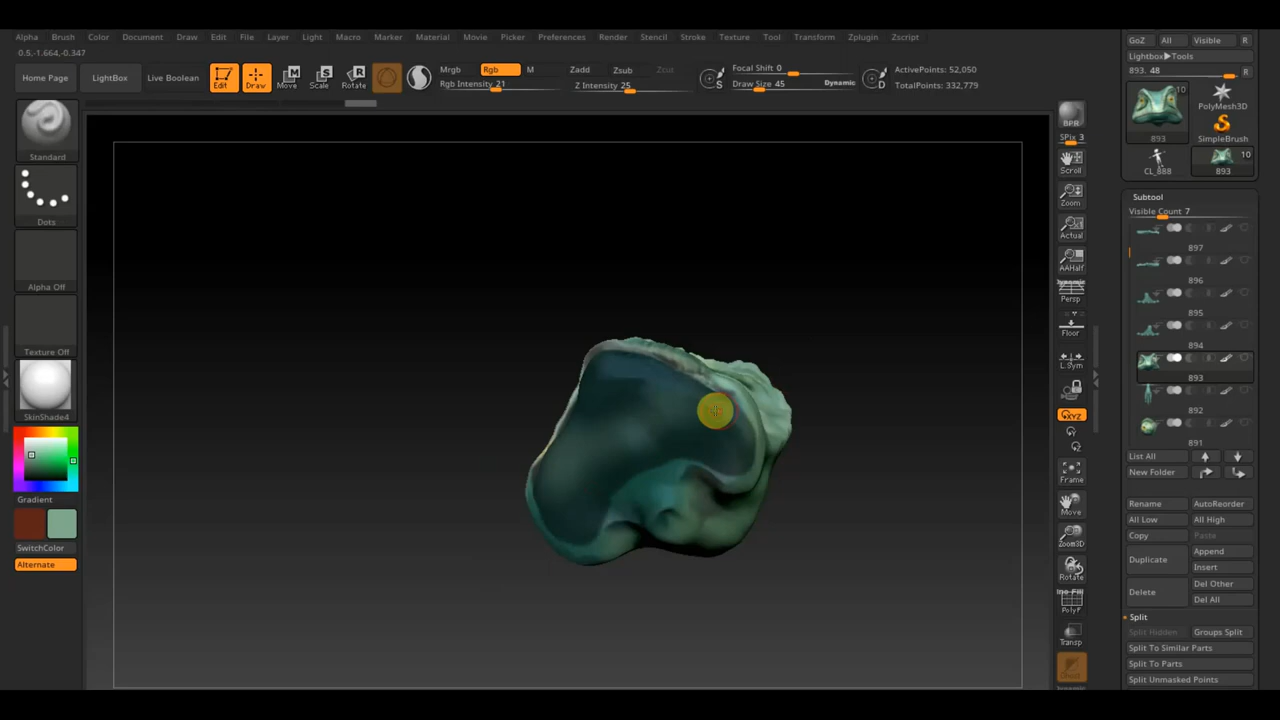 Alpha Brush Color Document Draw Edit File Layer Light Macro Marker Material Movie Picker Preferences Render Stencil Stroke Texture Tool Transform Zplugin Zscript
0.5,-1.664,-0.347
Home Page
LightBox
Live Boolean
Edit
Draw
Move
Scale
Rotate
Mrgb
Rgb
M
Rgb Intensity 21
Zadd
Zsub
Zcut
Z Intensity 25
S
Focal Shift 0
Draw Size 45
Dynamic
D
ActivePoints: 52,050
TotalPoints: 332,779
Standard
Dots
Alpha Off
Texture Off
SkinShade4
Gradient
SwitchColor
Alternate
BPR
SPix 3
Scroll
Zoom
Actual
AAHalf
Dynamic
Persp
Floor
L.Sym
XYZ
Y
Z
Frame
Move
Zoom3D
Rotate
PolyF
Transp
GoZ All Visible R
Lightbox▶Tools
893. 48 R
10
893
PolyMesh3D
SimpleBrush
CL_888
10
893
Subtool
Visible Count 7
897
896
895
894
893
892
891
List All
New Folder
Rename AutoReorder
All Low All High
Copy Paste
Duplicate
Append
Insert
Delete
Del Other
Del All
Split
Split Hidden Groups Split
Split To Similar Parts
Split To Parts
Split Unmasked Points